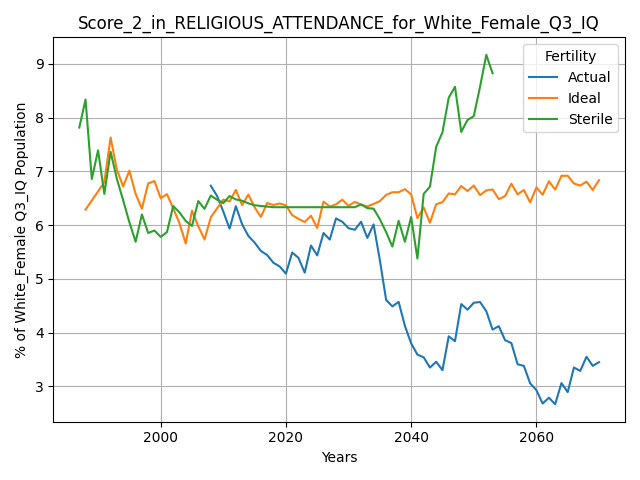 Score_2_in_RELIGIOUS_ATTENDANCE_for_White_Female_Q3_IQ
Fertility
Actual
Ideal
Sterile
% of White_Female Q3_IQ Population
9
8
7
6
5
4
3
2000
2020
2040
2060
Years